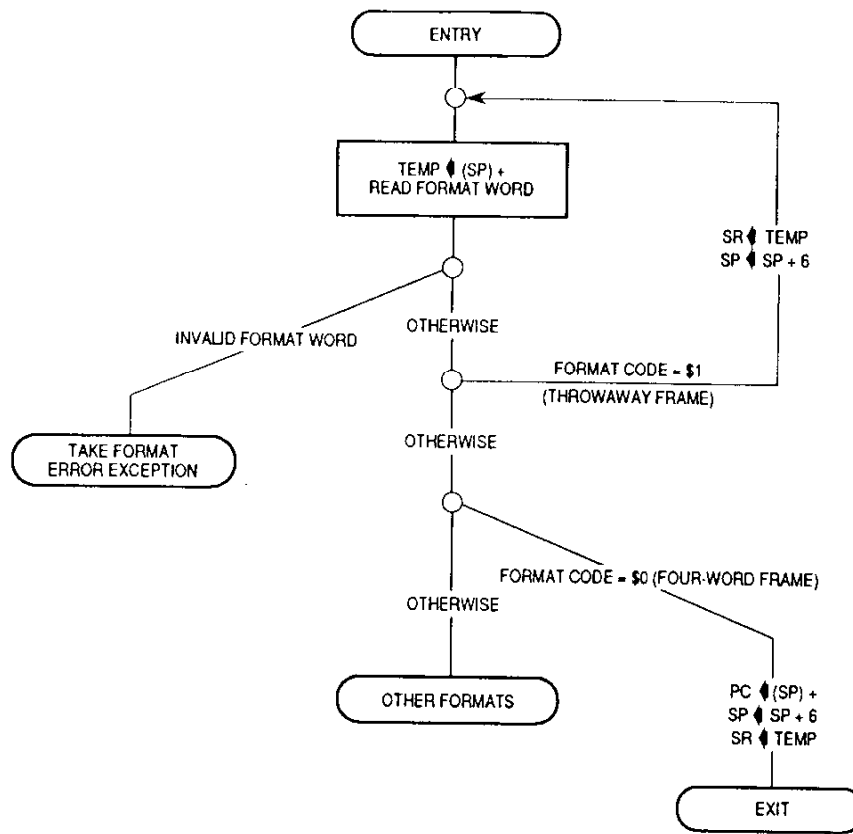 ENTRY
TEMP ◀ (SP) +
READ FORMAT WORD
SR ◀ TEMP
SP ◀ SP + 6
OTHERWISE
INVALID FORMAT WORD
FORMAT CODE = $1
(THROWAWAY FRAME)
TAKE FORMAT
ERROR EXCEPTION
OTHERWISE
FORMAT CODE = $0 (FOUR-WORD FRAME)
OTHERWISE
OTHER FORMATS
PC ◀ (SP) +
SP ◀ SP + 6
SR ◀ TEMP
EXIT